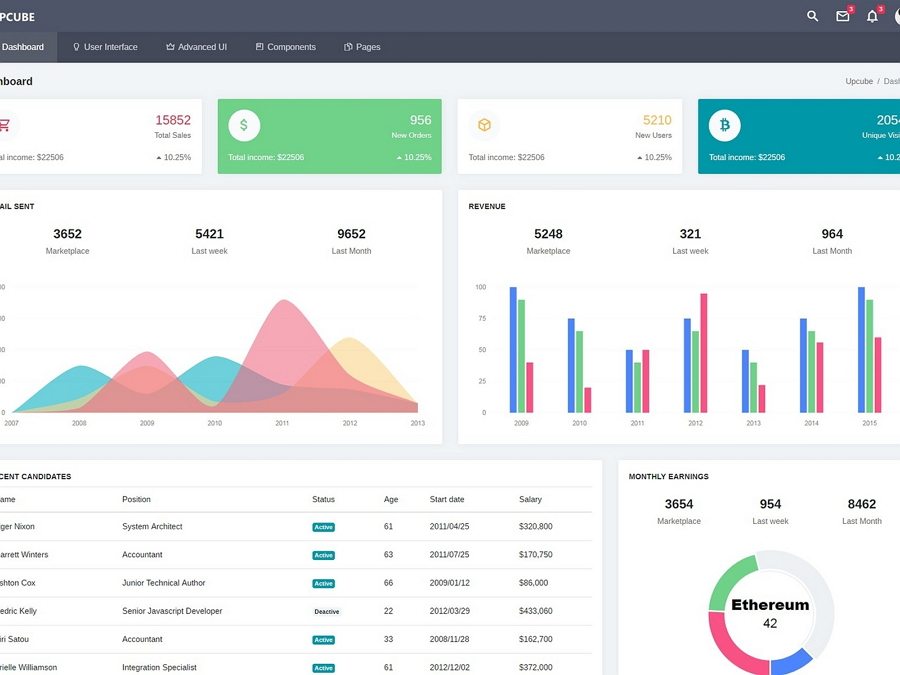 PCUBE
3
3
Dashboard
User Interface
Advanced UI
Components
Pages
hboard
Upcube / Dash
15852
Total Sales
al income: $22506
10.25%
956
New Orders
Total income: $22506
10.25%
5210
New Users
Total income: $22506
10.25%
2054
Unique Visi
Total income: $22506
10.2
AIL SENT
3652
5421
9652
Marketplace
Last week
Last Month
0
0
0
0
0
2007 2008 2009 2010 2011 2012 2013
REVENUE
5248
321
964
Marketplace
Last week
Last Month
100
75
50
25
0
2009 2010 2011 2012 2013 2014 2015
CENT CANDIDATES
ame Position Status Age Start date Salary
ger Nixon System Architect Active 61 2011/04/25 $320,800
arrett Winters Accountant Active 63 2011/07/25 $170,750
shton Cox Junior Technical Author Active 66 2009/01/12 $86,000
edric Kelly Senior Javascript Developer Deactive 22 2012/03/29 $433,060
iri Satou Accountant Active 33 2008/11/28 $162,700
rielle Williamson Integration Specialist Active 61 2012/12/02 $372,000
MONTHLY EARNINGS
3654
954
8462
Marketplace
Last week
Last Month
Ethereum
42